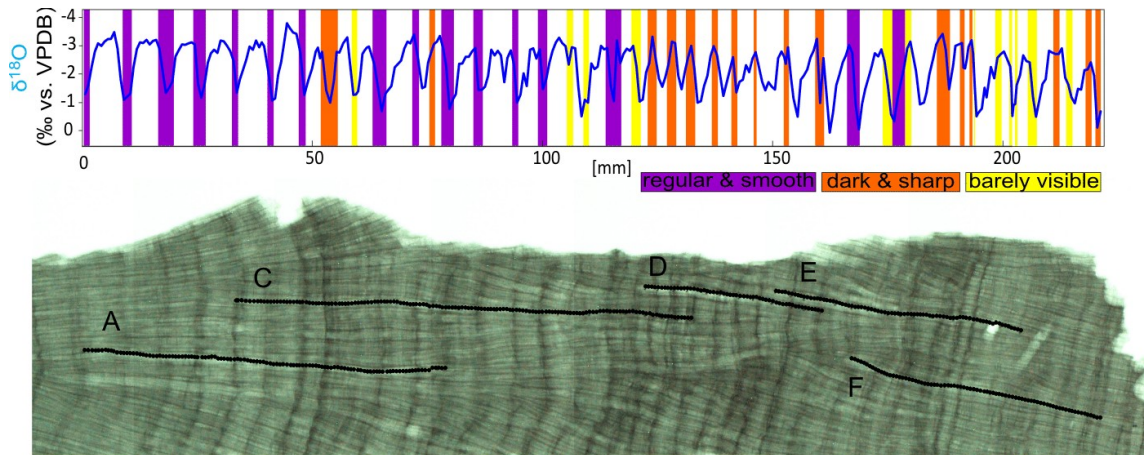 δ18O
(‰ vs. VPDB)
-4
-3
-2
-1
0
0 50 100 [mm] 150 200
regular & smooth dark & sharp barely visible
A
C
D
E
F